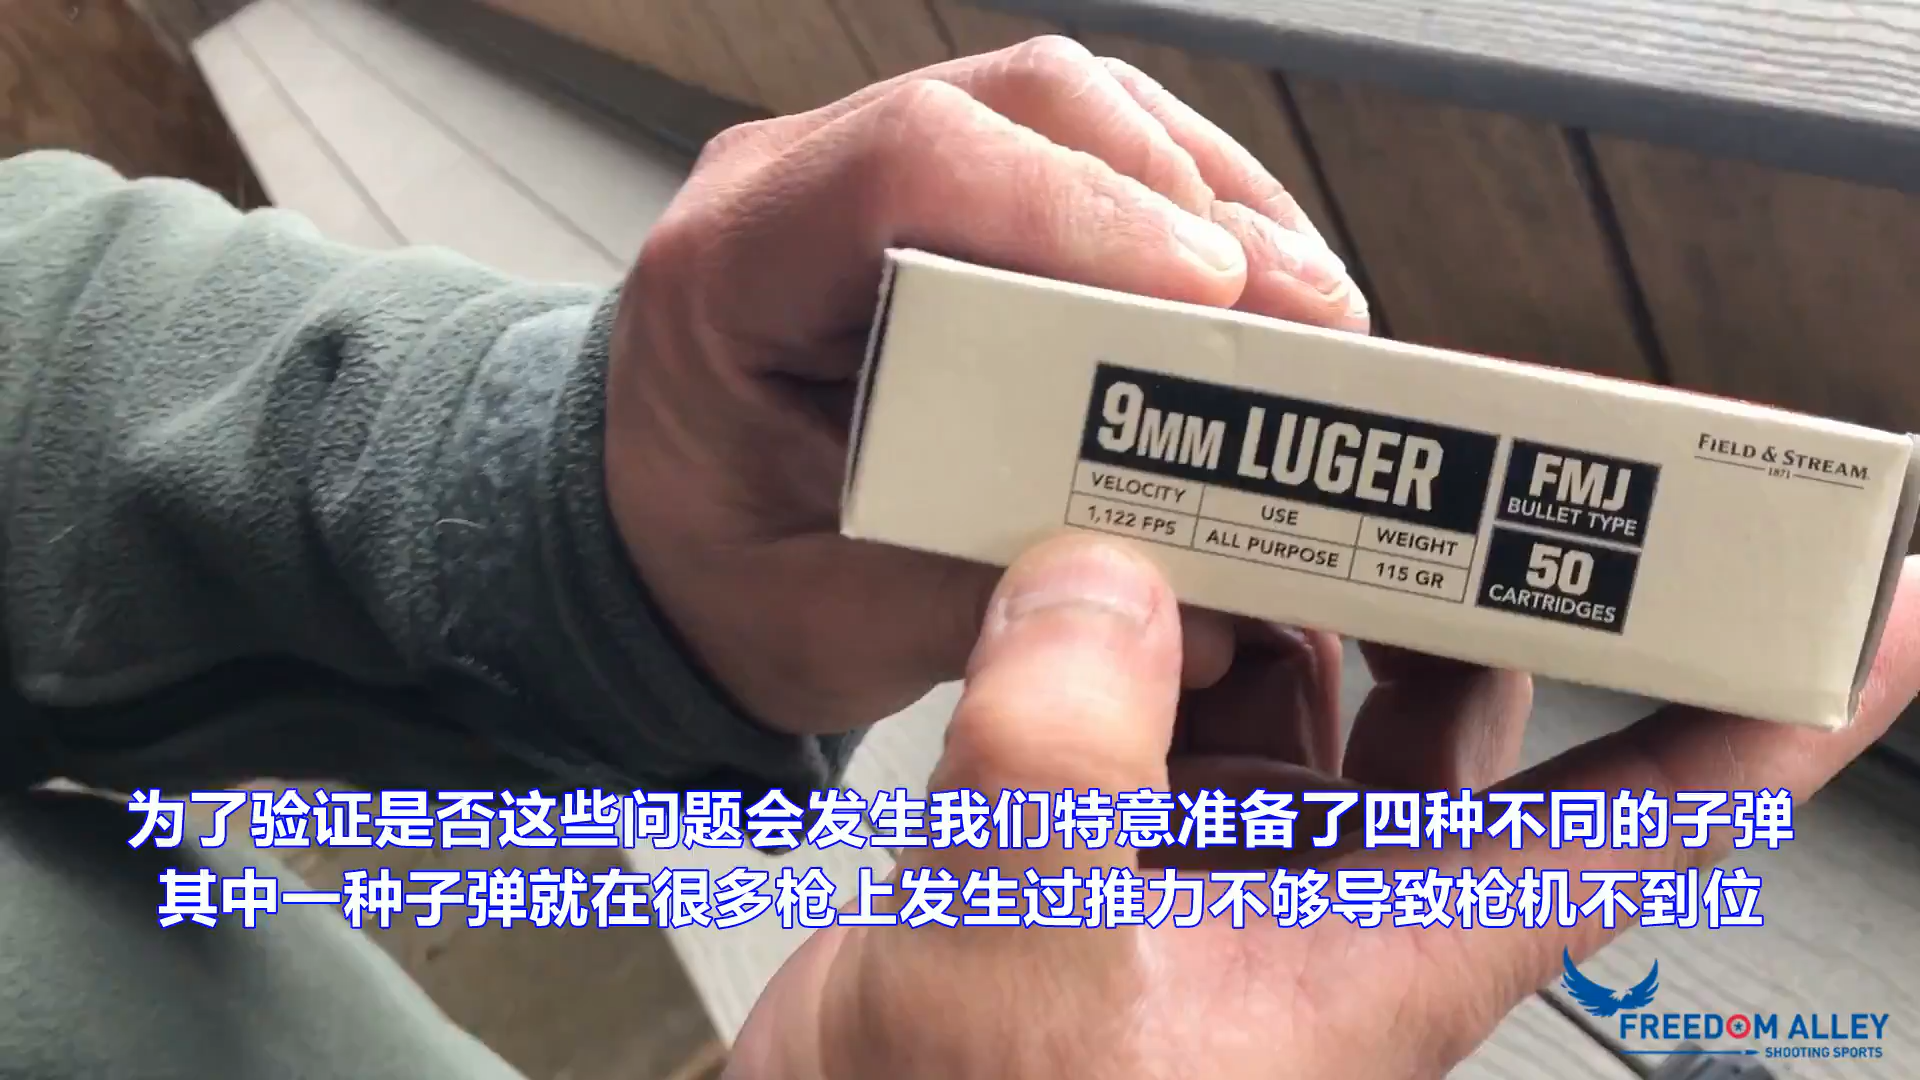 9MM LUGER
VELOCITY USE WEIGHT
1,122 FPS ALL PURPOSE 115 GR
FMJ
BULLET TYPE
50
CARTRIDGES
FIELD & STREAM
1871
为了验证是否这些问题会发生我们特意准备了四种不同的子弹
其中一种子弹就在很多枪上发生过推力不够导致枪机不到位
FREEDOM ALLEY
SHOOTING SPORTS